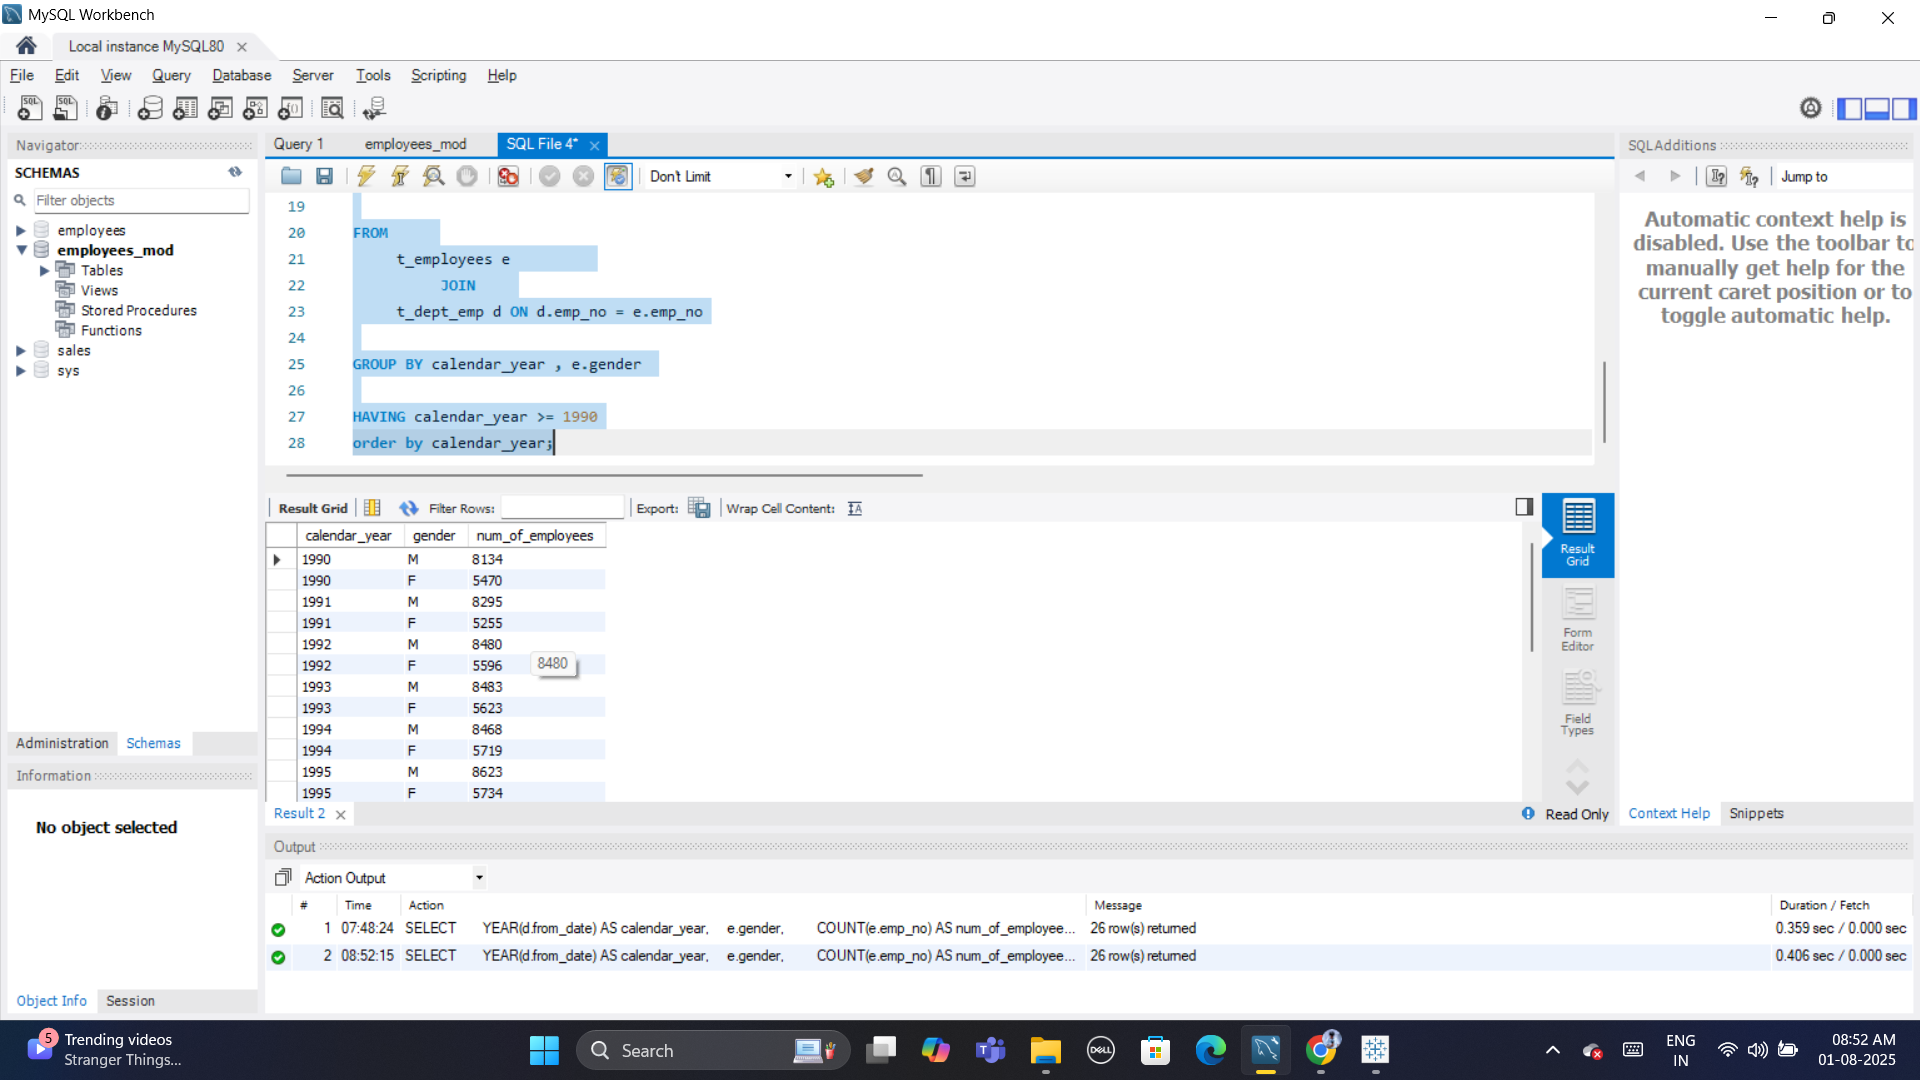 MySQL Workbench
Local instance MySQL80
File Edit View Query Database Server Tools Scripting Help
Navigator
SCHEMAS
Filter objects
employees
employees_mod
Tables
Views
Stored Procedures
Functions
sales
sys
Administration Schemas
Information
No object selected
Object Info Session
Query 1 employees_mod SQL File 4*
Don't Limit
19
20 FROM
21 t_employees e
22 JOIN
23 t_dept_emp d ON d.emp_no = e.emp_no
24
25 GROUP BY calendar_year , e.gender
26
27 HAVING calendar_year >= 1990
28 order by calendar_year;
Result Grid Filter Rows: Export: Wrap Cell Content:
calendar_year gender num_of_employees
1990 M 8134
1990 F 5470
1991 M 8295
1991 F 5255
1992 M 8480
1992 F 5596
8480
1993 M 8483
1993 F 5623
1994 M 8468
1994 F 5719
1995 M 8623
1995 F 5734
Result Grid
Form Editor
Field Types
Result 2
Read Only
SQLAdditions
Jump to
Automatic context help is
disabled. Use the toolbar to
manually get help for the
current caret position or to
toggle automatic help.
Context Help Snippets
Output
Action Output
# Time Action Message Duration / Fetch
1 07:48:24 SELECT YEAR(d.from_date) AS calendar_year, e.gender, COUNT(e.emp_no) AS num_of_employee... 26 row(s) returned 0.359 sec / 0.000 sec
2 08:52:15 SELECT YEAR(d.from_date) AS calendar_year, e.gender, COUNT(e.emp_no) AS num_of_employee... 26 row(s) returned 0.406 sec / 0.000 sec
5
Trending videos
Stranger Things...
Search
DELL
ENG
IN
08:52 AM
01-08-2025